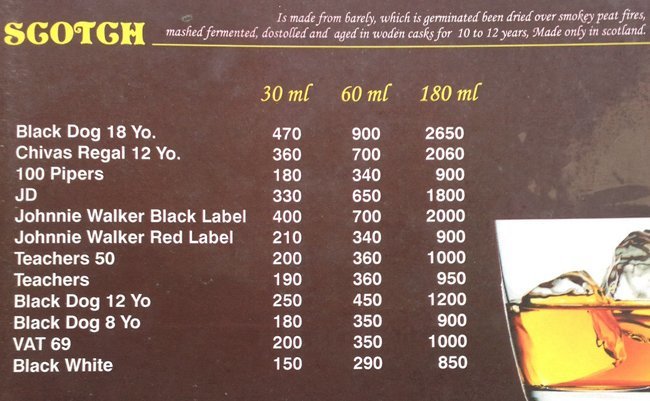 SCOTCH
Is made from barely, which is germinated been dried over smokey peat fires,
mashed fermented, dostolled and aged in woden casks for 10 to 12 years, Made only in scotland.
30 ml 60 ml 180 ml
Black Dog 18 Yo. 470 900 2650
Chivas Regal 12 Yo. 360 700 2060
100 Pipers 180 340 900
JD 330 650 1800
Johnnie Walker Black Label 400 700 2000
Johnnie Walker Red Label 210 340 900
Teachers 50 200 360 1000
Teachers 190 360 950
Black Dog 12 Yo 250 450 1200
Black Dog 8 Yo 180 350 900
VAT 69 200 350 1000
Black White 150 290 850